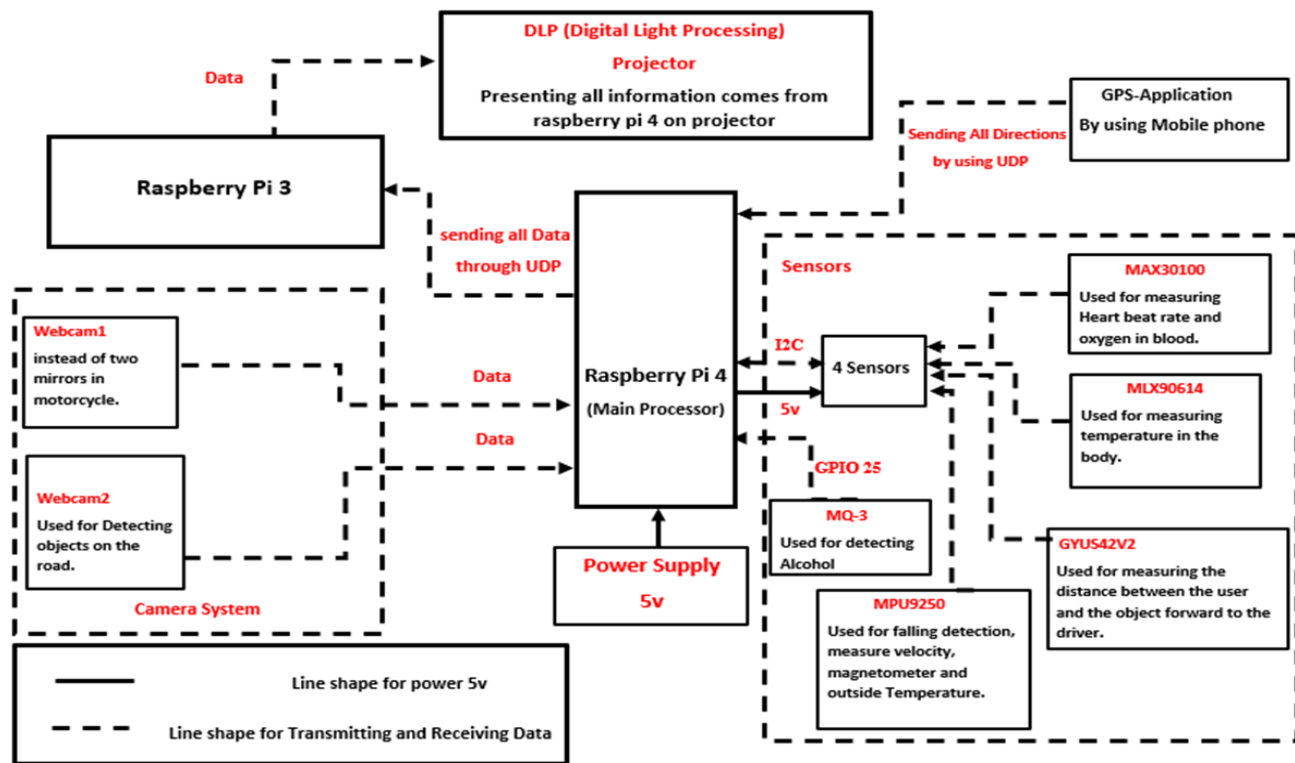 DLP (Digital Light Processing)
Projector
Presenting all information comes from
raspberry pi 4 on projector
Data
GPS-Application
By using Mobile phone
Sending All Directions
by using UDP
Raspberry Pi 3
sending all Data
through UDP
Sensors
MAX30100
Used for measuring
Heart beat rate and
oxygen in blood.
Webcam1
instead of two
mirrors in
motorcycle.
Data
Raspberry Pi 4
(Main Processor)
I2C
5v
4 Sensors
MLX90614
Used for measuring
temperature in the
body.
Data
Webcam2
Used for Detecting
objects on the
road.
Camera System
GPIO 25
MQ-3
Used for detecting
Alcohol
GYUS42V2
Used for measuring the
distance between the user
and the object forward to the
driver.
Power Supply
5v
MPU9250
Used for falling detection,
measure velocity,
magnetometer and
outside Temperature.
Line shape for power 5v
Line shape for Transmitting and Receiving Data